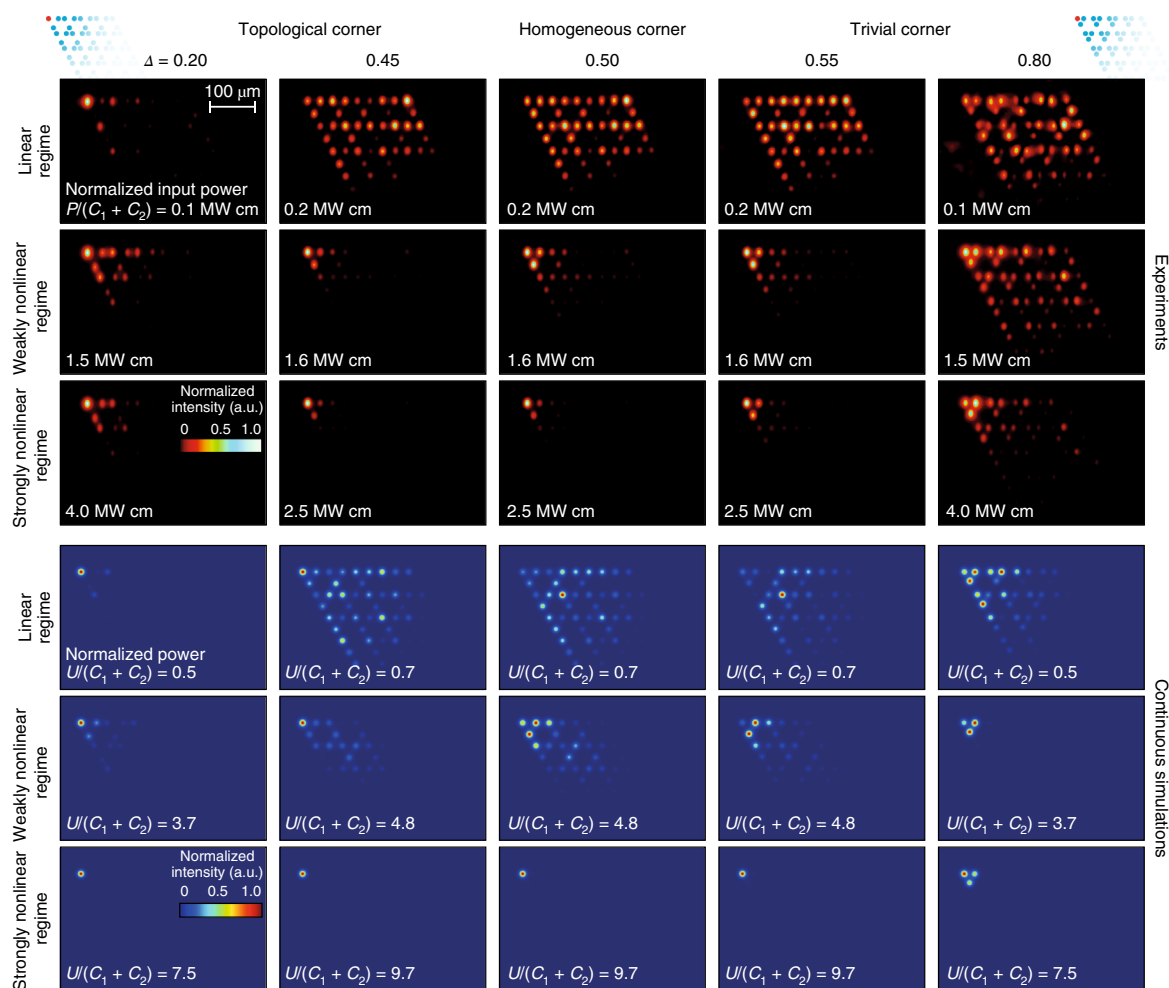 Topological corner
Homogeneous corner
Trivial corner
Δ = 0.20
0.45
0.50
0.55
0.80
Linear
regime
100 μm
Normalized input power
P/(C₁ + C₂) = 0.1 MW cm
0.2 MW cm
0.2 MW cm
0.2 MW cm
0.1 MW cm
Experiments
Weakly nonlinear
regime
1.5 MW cm
1.6 MW cm
1.6 MW cm
1.6 MW cm
1.5 MW cm
Strongly nonlinear
regime
Normalized
intensity (a.u.)
0 0.5 1.0
4.0 MW cm
2.5 MW cm
2.5 MW cm
2.5 MW cm
4.0 MW cm
Linear
regime
Normalized power
U/(C₁ + C₂) = 0.5
U/(C₁ + C₂) = 0.7
U/(C₁ + C₂) = 0.7
U/(C₁ + C₂) = 0.7
U/(C₁ + C₂) = 0.5
Continuous simulations
Weakly nonlinear
regime
U/(C₁ + C₂) = 3.7
U/(C₁ + C₂) = 4.8
U/(C₁ + C₂) = 4.8
U/(C₁ + C₂) = 4.8
U/(C₁ + C₂) = 3.7
Strongly nonlinear
regime
Normalized
intensity (a.u.)
0 0.5 1.0
U/(C₁ + C₂) = 7.5
U/(C₁ + C₂) = 9.7
U/(C₁ + C₂) = 9.7
U/(C₁ + C₂) = 9.7
U/(C₁ + C₂) = 7.5